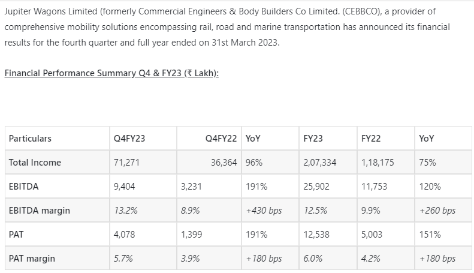 Jupiter Wagons Limited (formerly Commercial Engineers & Body Builders Co Limited. (CEBBCO), a provider of
comprehensive mobility solutions encompassing rail, road and marine transportation has announced its financial
results for the fourth quarter and full year ended on 31st March 2023.
Financial Performance Summary Q4 & FY23 (₹ Lakh):
Particulars Q4FY23 Q4FY22 YoY FY23 FY22 YoY
Total Income 71,271 36,364 96% 2,07,334 1,18,175 75%
EBITDA 9,404 3,231 191% 25,902 11,753 120%
EBITDA margin 13.2% 8.9% +430 bps 12.5% 9.9% +260 bps
PAT 4,078 1,399 191% 12,538 5,003 151%
PAT margin 5.7% 3.9% +180 bps 6.0% 4.2% +180 bps